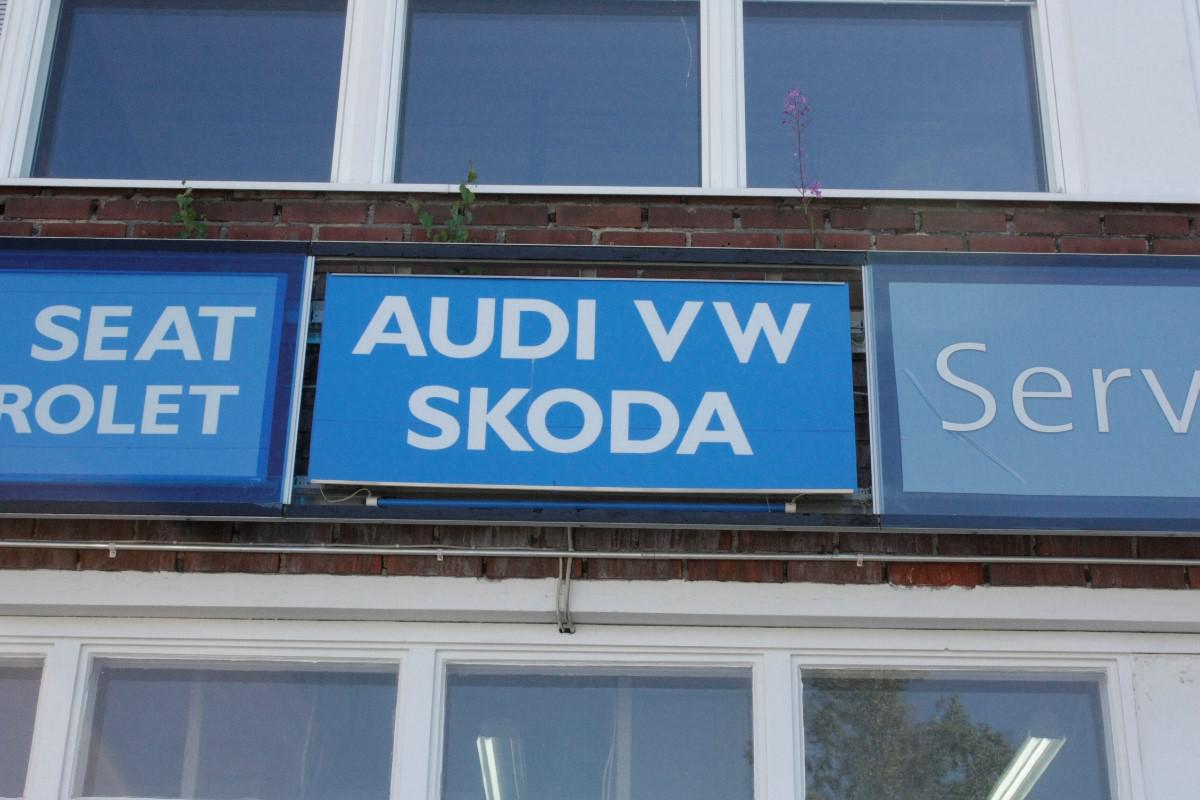 SEAT
ROLET
AUDI VW
SKODA
Serv